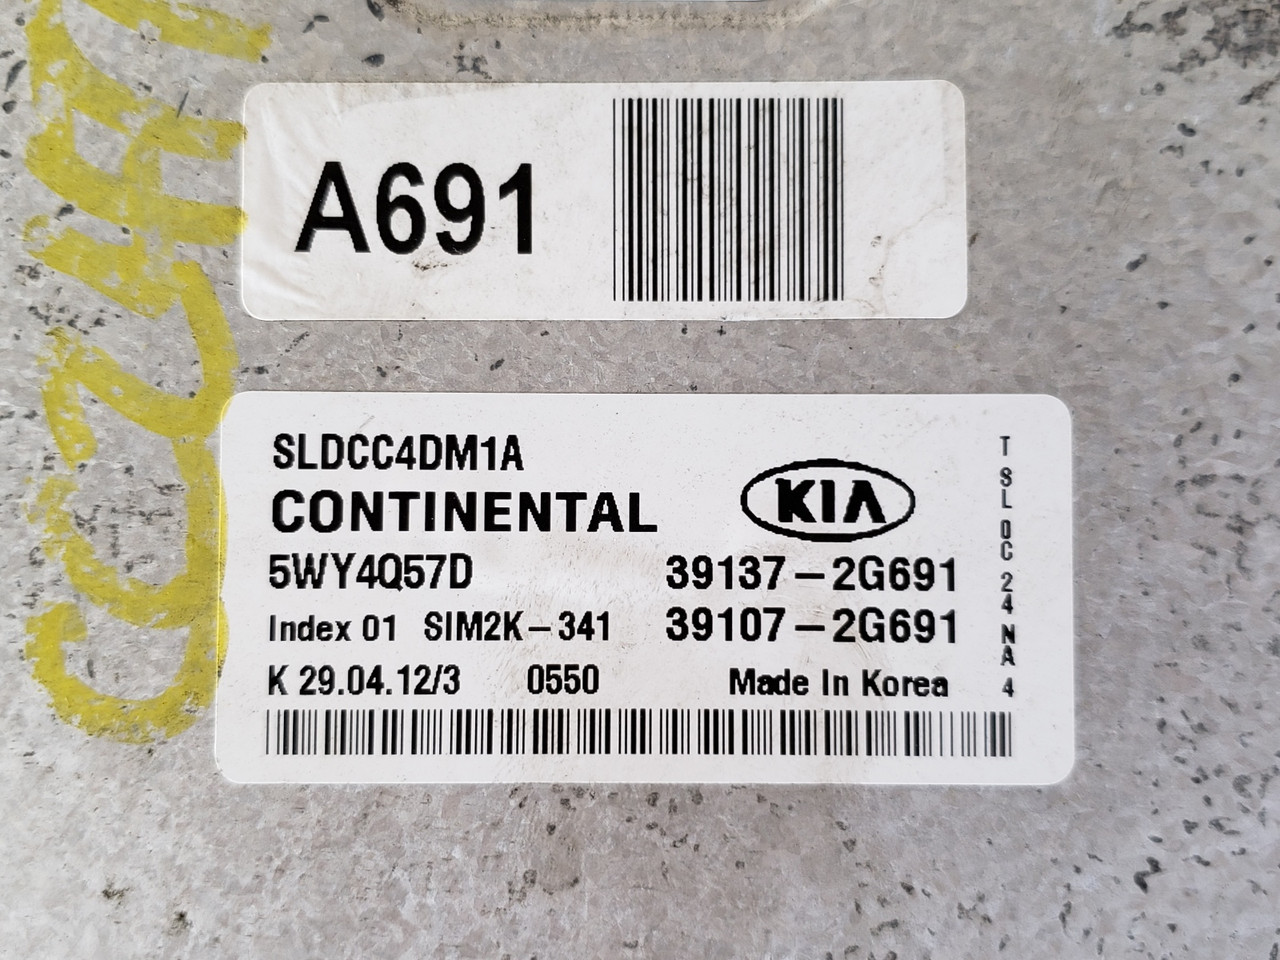 A691
SLDCC4DM1A
CONTINENTAL
KIA
5WY4Q57D
39137-2G691
Index 01 SIM2K-341
39107-2G691
K 29.04.12/3 0550 Made In Korea
T SL DC 24 NA 4